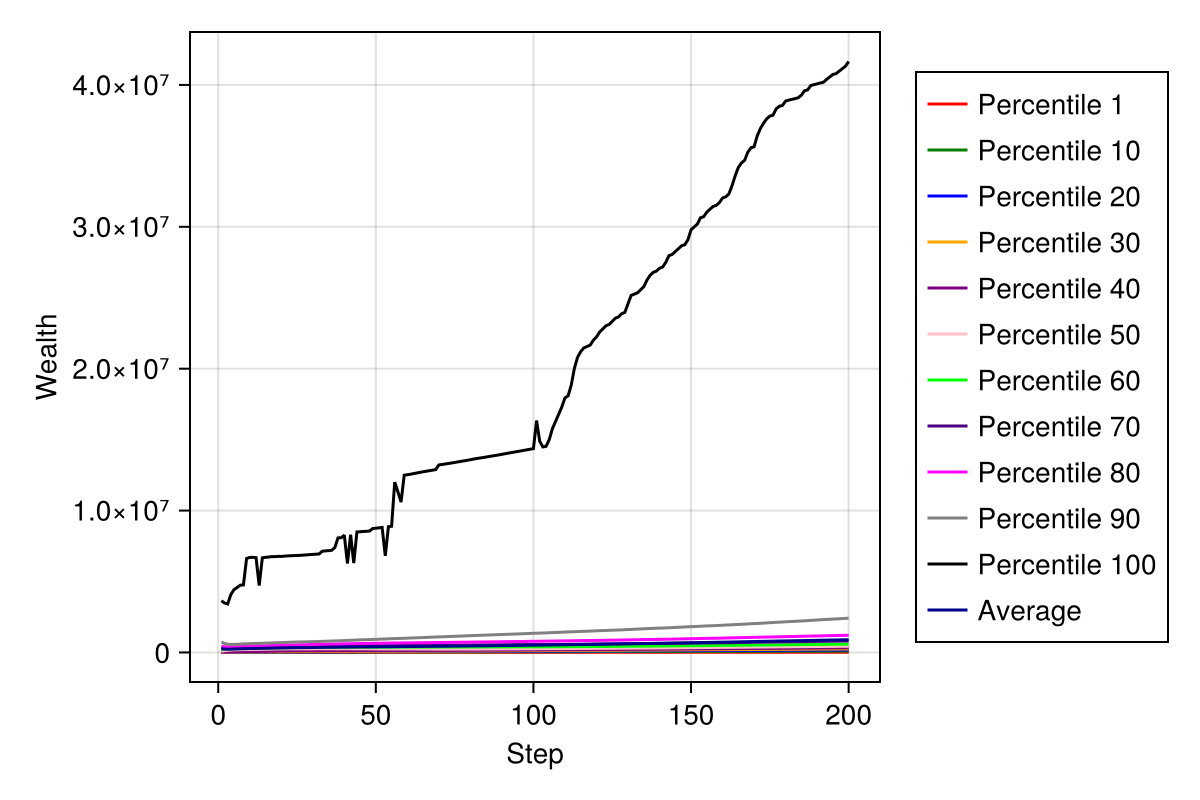 4.0×10⁷
3.0×10⁷
2.0×10⁷
1.0×10⁷
0
Wealth
0 50 100 150 200
Step
Percentile 1
Percentile 10
Percentile 20
Percentile 30
Percentile 40
Percentile 50
Percentile 60
Percentile 70
Percentile 80
Percentile 90
Percentile 100
Average